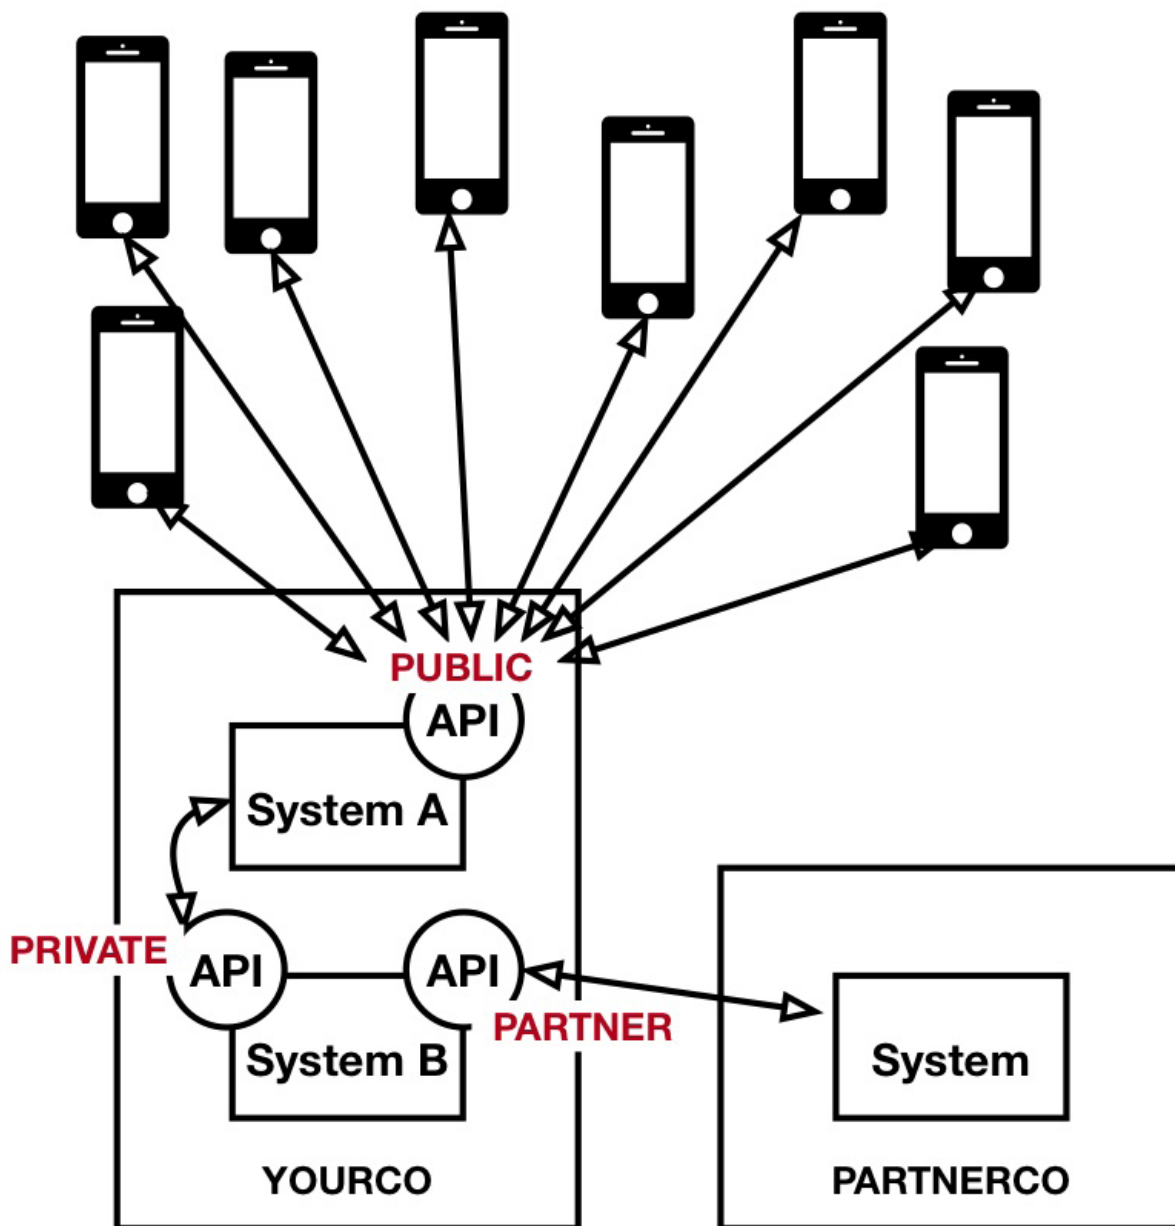 PUBLIC
API
System A
PRIVATE
API
API
PARTNER
System B
System
YOURCO
PARTNERCO